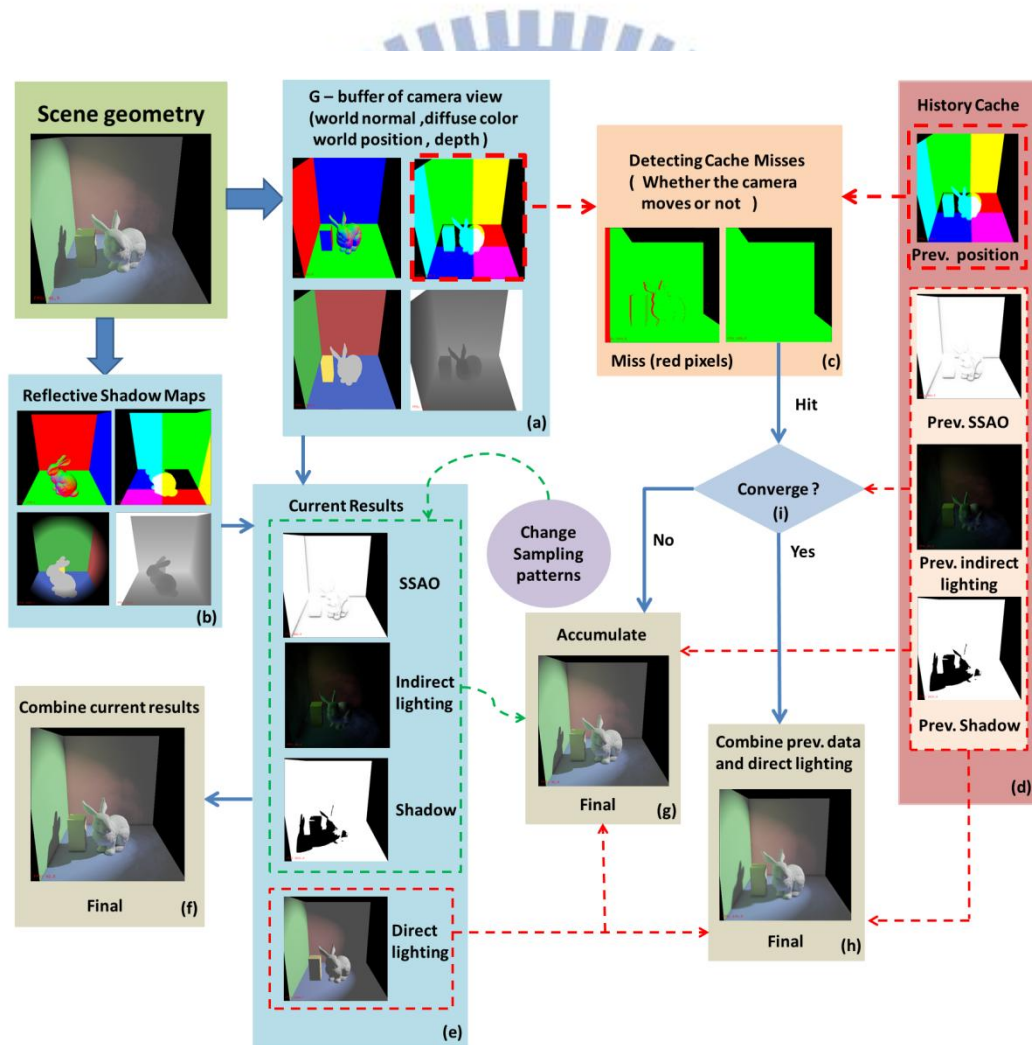 Scene geometry
G – buffer of camera view
(world normal ,diffuse color
world position , depth )
(a)
Reflective Shadow Maps
(b)
Detecting Cache Misses
( Whether the camera
moves or not )
Miss (red pixels)
(c)
History Cache
Prev. position
Prev. SSAO
Prev. indirect
lighting
Prev. Shadow
(d)
Hit
Converge ?
(i)
No
Yes
Change
Sampling
patterns
Current Results
SSAO
Indirect
lighting
Shadow
Direct
lighting
(e)
Combine current results
Final
(f)
Accumulate
Final
(g)
Combine prev. data
and direct lighting
Final
(h)